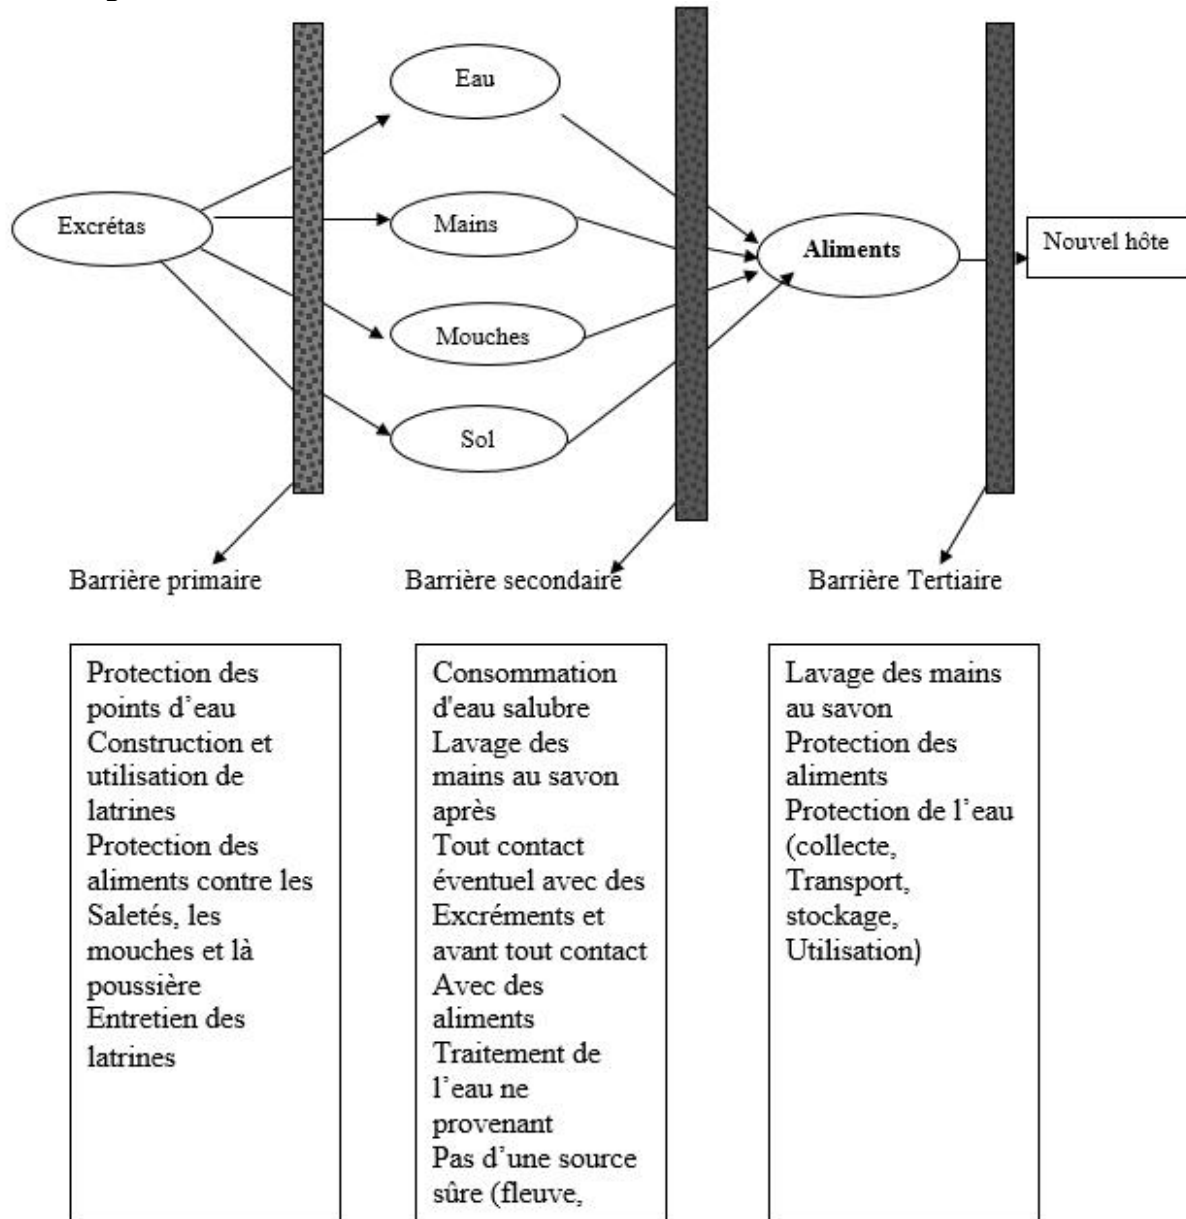 Eau
Excrétas
Mains
Aliments
Nouvel hôte
Mouches
Sol
Barrière primaire
Barrière secondaire
Barrière Tertiaire
Protection des
points d’eau
Construction et
utilisation de
latrines
Protection des
aliments contre les
Saletés, les
mouches et là
poussière
Entretien des
latrines
Consommation
d'eau salubre
Lavage des
mains au savon
après
Tout contact
éventuel avec des
Excréments et
avant tout contact
Avec des
aliments
Traitement de
l’eau ne
provenant
Pas d’une source
sûre (fleuve,
Lavage des mains
au savon
Protection des
aliments
Protection de l’eau
(collecte,
Transport,
stockage,
Utilisation)